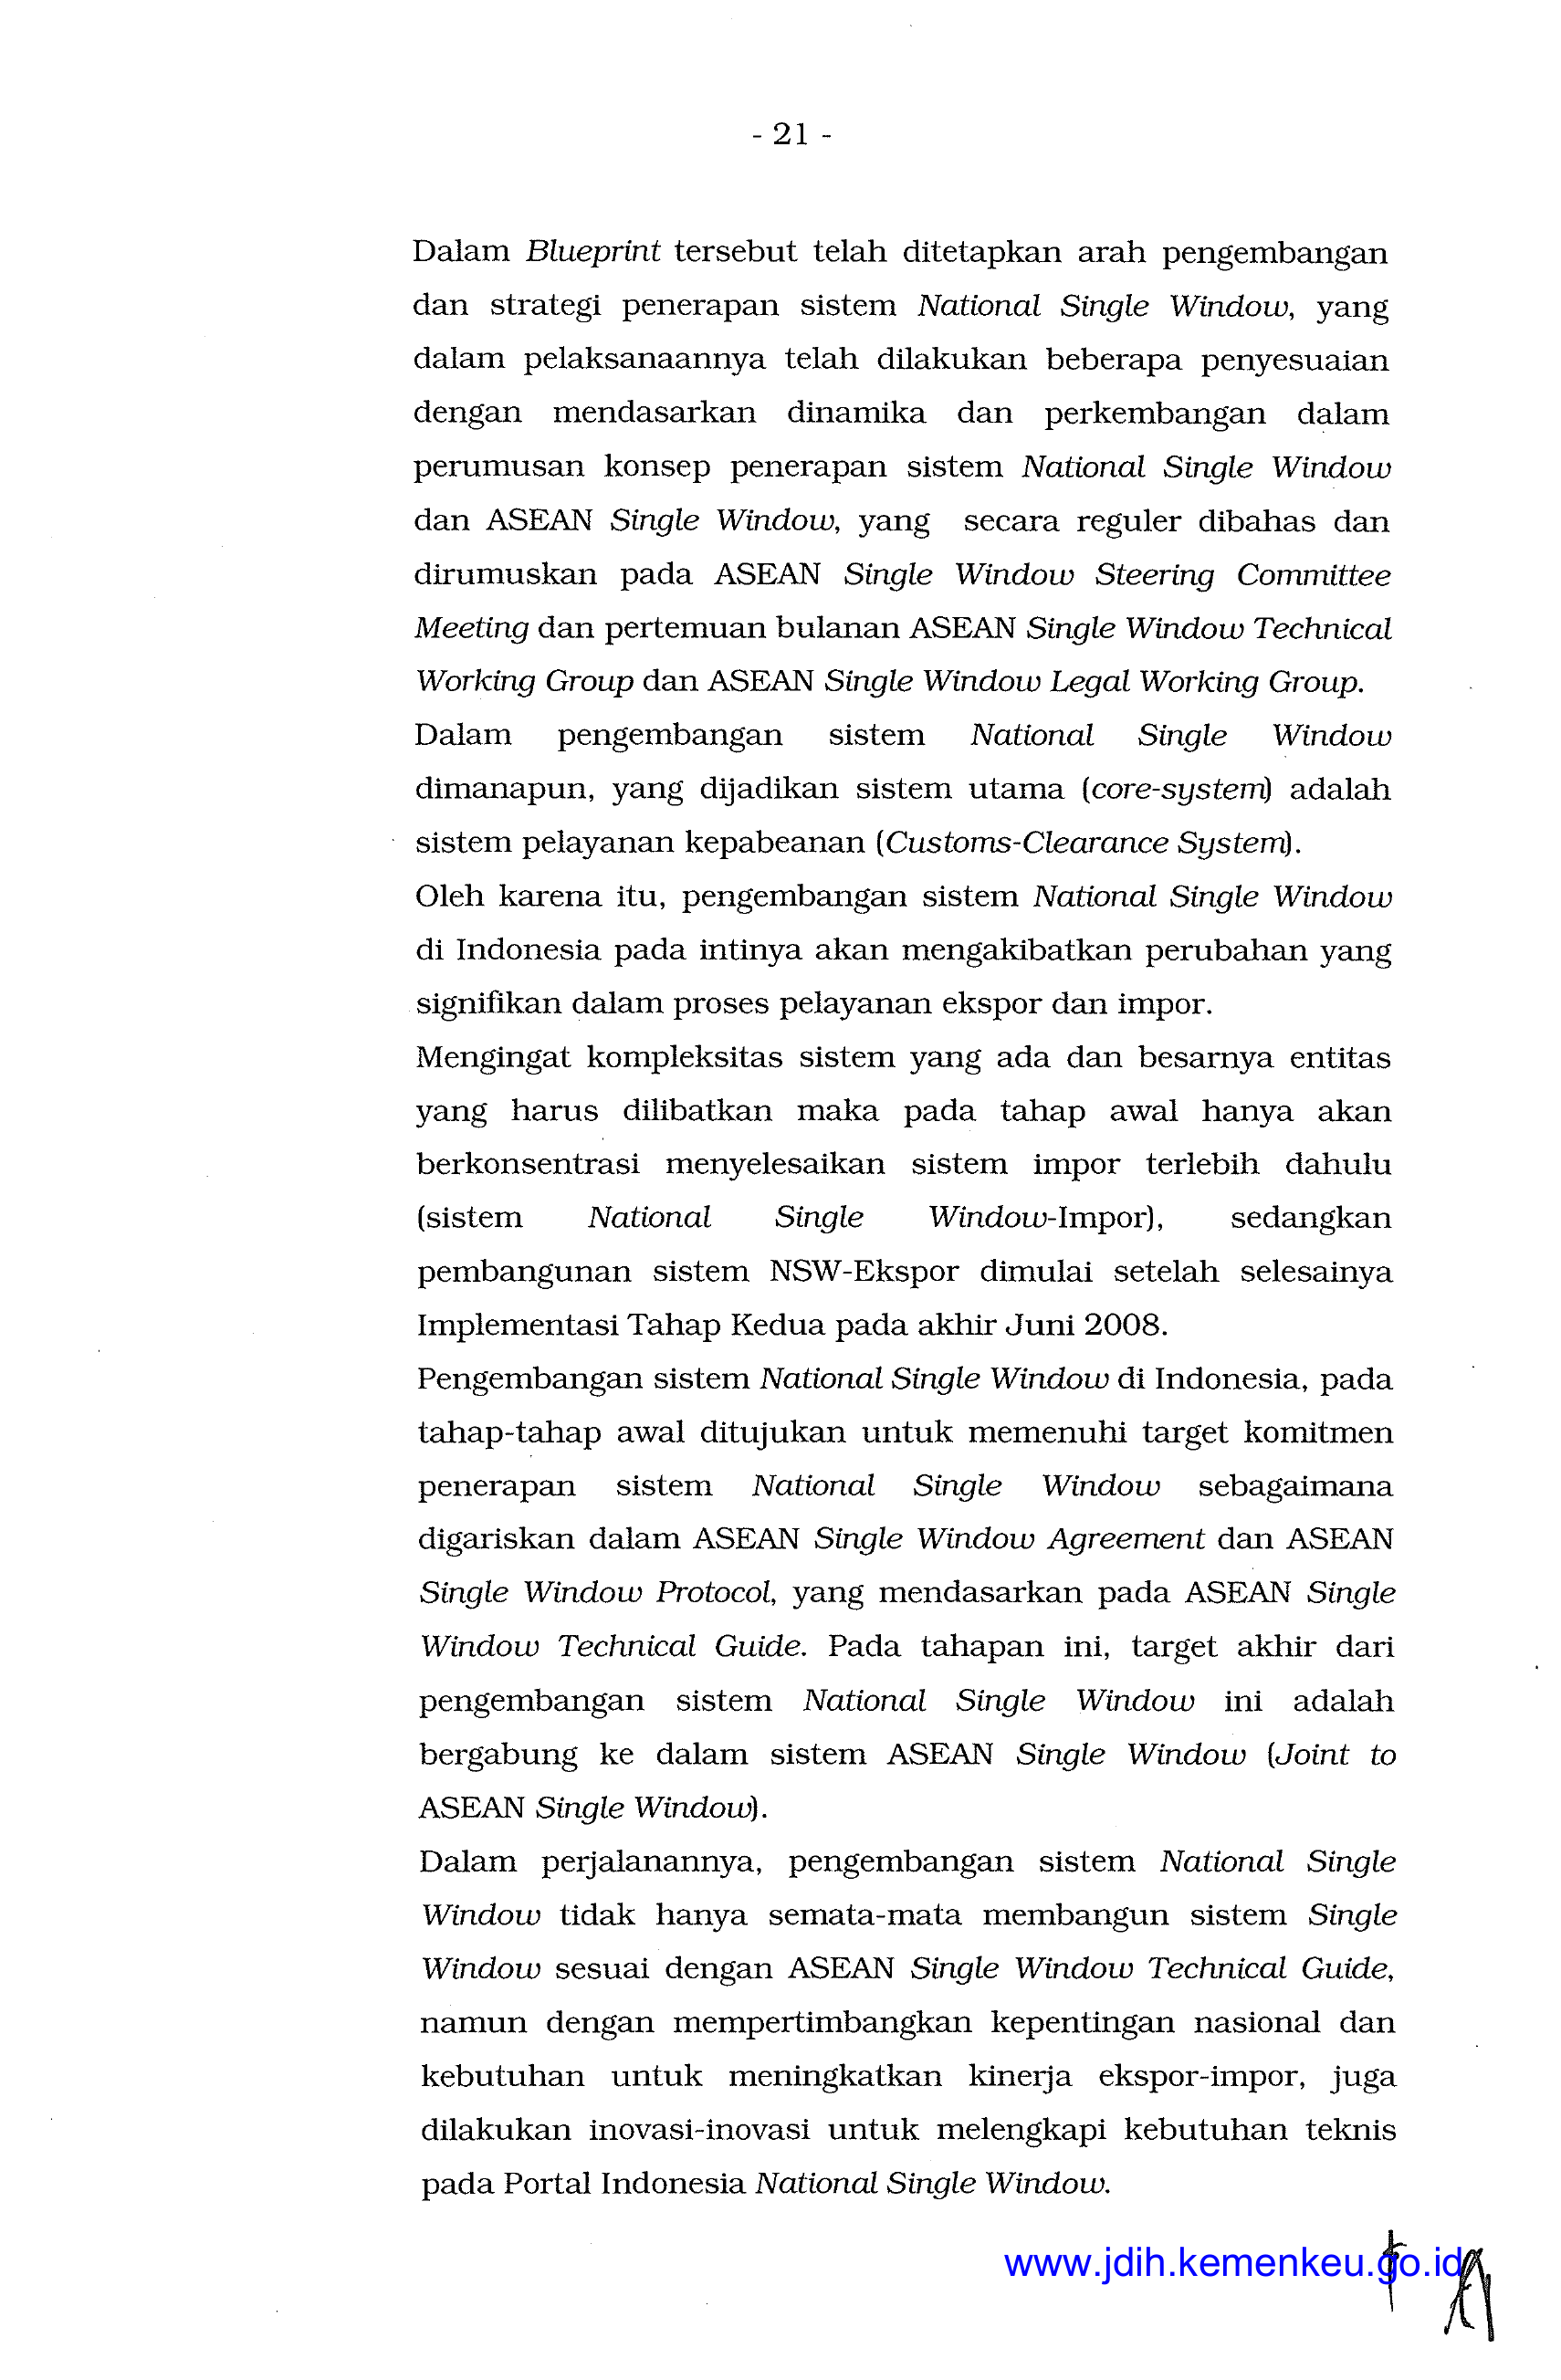 - 21 -
Dalam Blueprint tersebut telah ditetapkan arah pengembangan
dan strategi penerapan sistem National Single Window, yang
dalam pelaksanaannya telah dilakukan beberapa penyesuaian
dengan mendasarkan dinamika dan perkembangan dalam
perumusan konsep penerapan sistem National Single Window
dan ASEAN Single Window, yang secara reguler dibahas dan
dirumuskan pada ASEAN Single Window Steering Committee
Meeting dan pertemuan bulanan ASEAN Single Window Technical
Working Group dan ASEAN Single Window Legal Working Group.
Dalam pengembangan sistem National Single Window
dimanapun, yang dijadikan sistem utama (core-system) adalah
sistem pelayanan kepabeanan (Customs-Clearance System).
Oleh karena itu, pengembangan sistem National Single Window
di Indonesia pada intinya akan mengakibatkan perubahan yang
signifikan dalam proses pelayanan ekspor dan impor.
Mengingat kompleksitas sistem yang ada dan besarnya entitas
yang harus dilibatkan maka pada tahap awal hanya akan
berkonsentrasi menyelesaikan sistem impor terlebih dahulu
(sistem National Single Window-Impor), sedangkan
pembangunan sistem NSW-Ekspor dimulai setelah selesainya
Implementasi Tahap Kedua pada akhir Juni 2008.
Pengembangan sistem National Single Window di Indonesia, pada
tahap-tahap awal ditujukan untuk memenuhi target komitmen
penerapan sistem National Single Window sebagaimana
digariskan dalam ASEAN Single Window Agreement dan ASEAN
Single Window Protocol, yang mendasarkan pada ASEAN Single
Window Technical Guide. Pada tahapan ini, target akhir dari
pengembangan sistem National Single Window ini adalah
bergabung ke dalam sistem ASEAN Single Window (Joint to
ASEAN Single Window).
Dalam perjalanannya, pengembangan sistem National Single
Window tidak hanya semata-mata membangun sistem Single
Window sesuai dengan ASEAN Single Window Technical Guide,
namun dengan mempertimbangkan kepentingan nasional dan
kebutuhan untuk meningkatkan kinerja ekspor-impor, juga
dilakukan inovasi-inovasi untuk melengkapi kebutuhan teknis
pada Portal Indonesia National Single Window.
www.jdih.kemenkeu.go.id